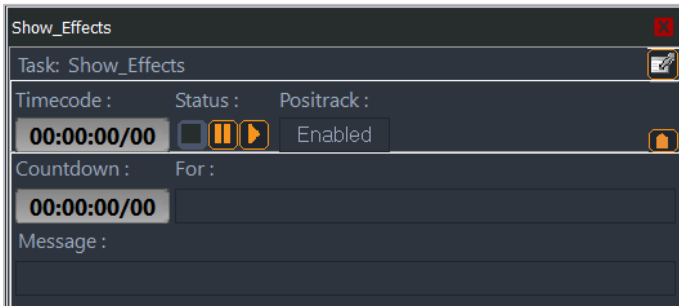 Show_Effects
Task: Show_Effects
Timecode : Status : Positrack :
00:00:00/00 Enabled
Countdown : For :
00:00:00/00
Message :